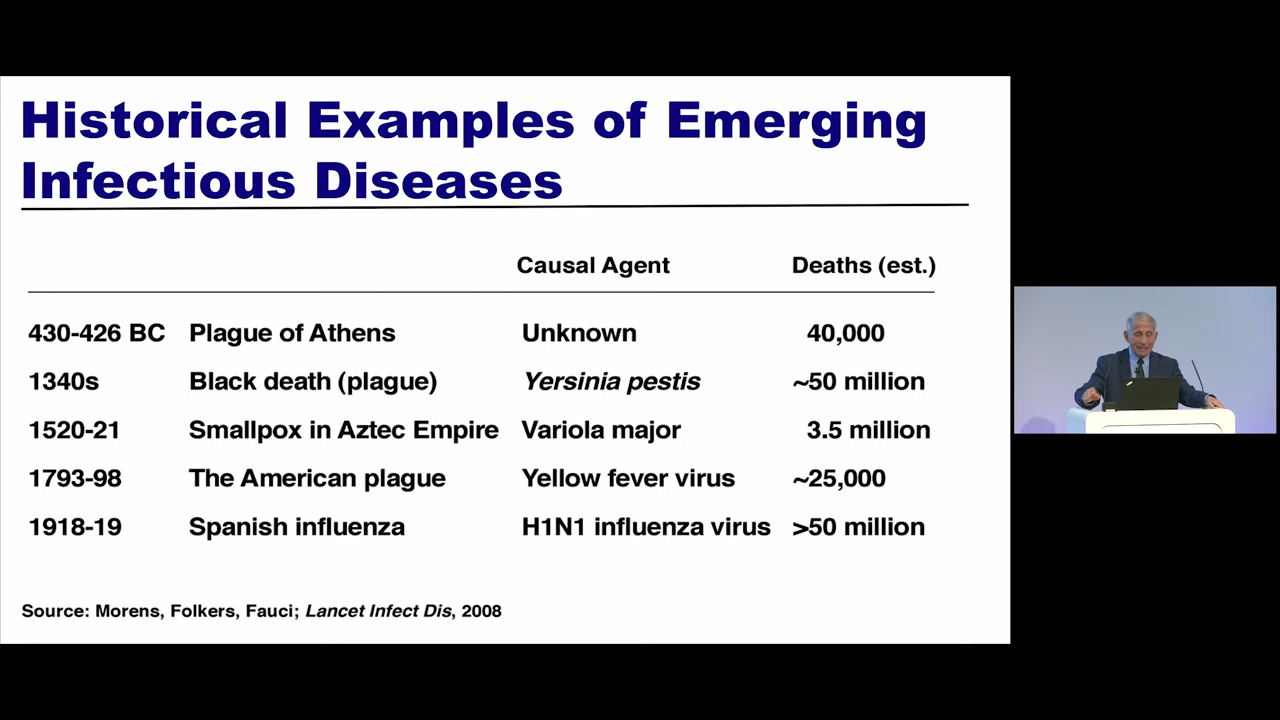 Historical Examples of Emerging
Infectious Diseases
Causal Agent Deaths (est.)
430-426 BC Plague of Athens Unknown 40,000
1340s Black death (plague) Yersinia pestis ~50 million
1520-21 Smallpox in Aztec Empire Variola major 3.5 million
1793-98 The American plague Yellow fever virus ~25,000
1918-19 Spanish influenza H1N1 influenza virus >50 million
Source: Morens, Folkers, Fauci; Lancet Infect Dis, 2008